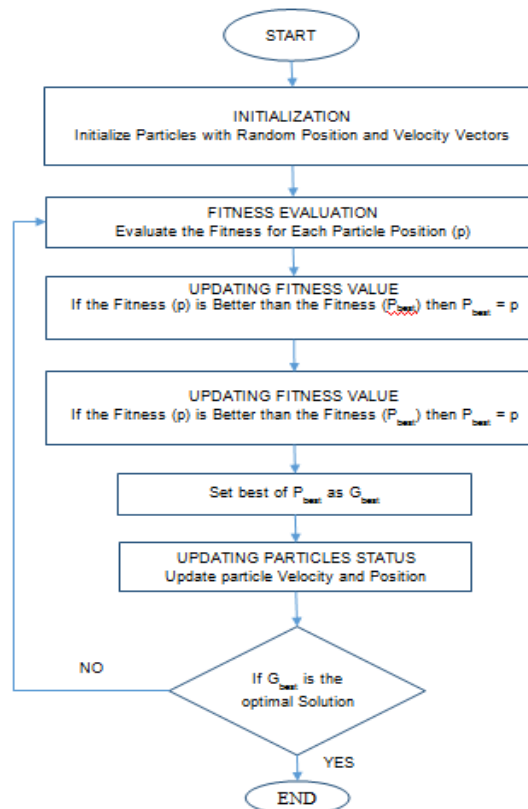 START
INITIALIZATION
Initialize Particles with Random Position and Velocity Vectors
FITNESS EVALUATION
Evaluate the Fitness for Each Particle Position (p)
UPDATING FITNESS VALUE
If the Fitness (p) is Better than the Fitness (Pbest) then Pbest = p
UPDATING FITNESS VALUE
If the Fitness (p) is Better than the Fitness (Pbest) then Pbest = p
Set best of Pbest as Gbest
UPDATING PARTICLES STATUS
Update particle Velocity and Position
NO
If Gbest is the
optimal Solution
YES
END